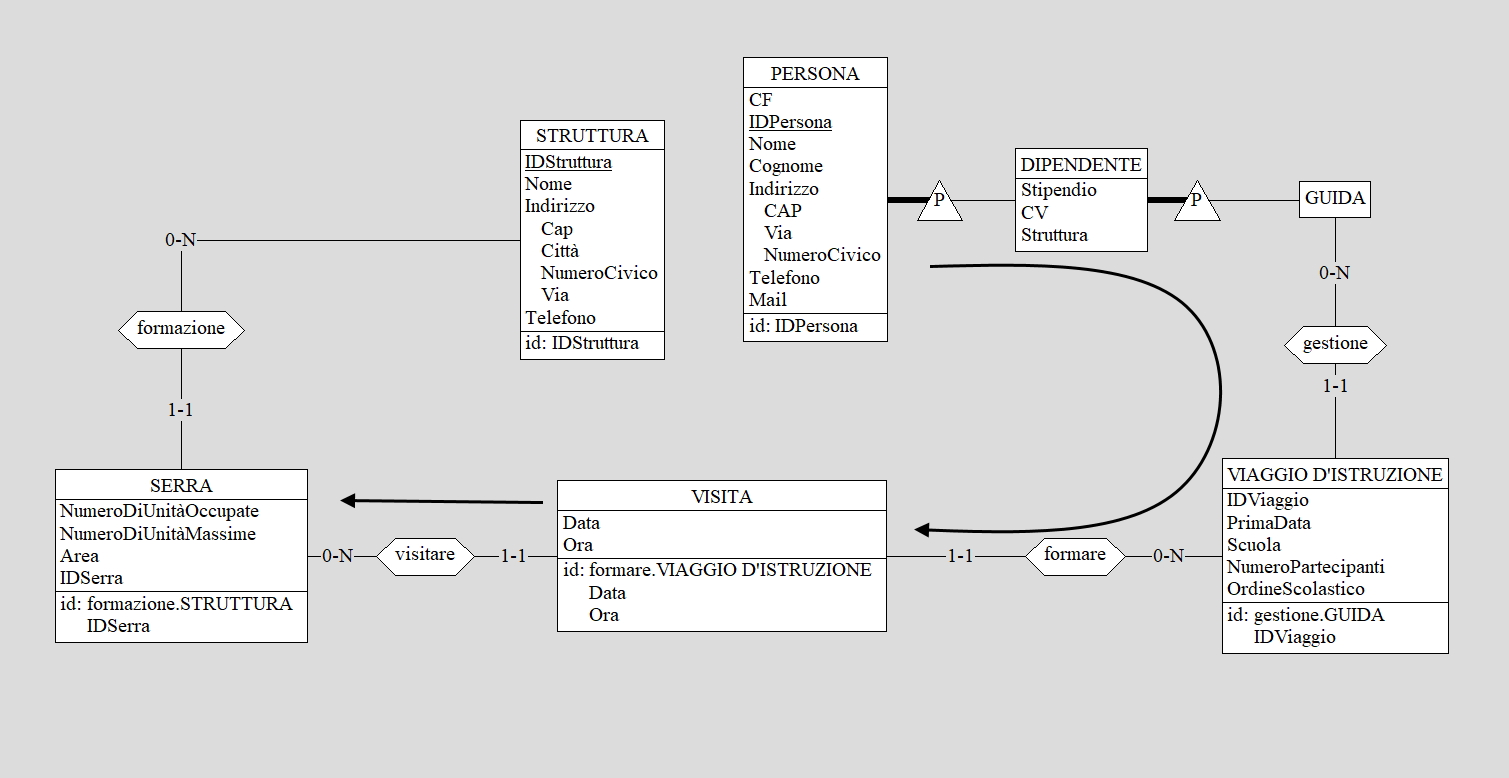 PERSONA
CF
IDPersona
Nome
Cognome
Indirizzo
CAP
Via
NumeroCivico
Telefono
Mail
id: IDPersona
STRUTTURA
IDStruttura
Nome
Indirizzo
Cap
Città
NumeroCivico
Via
Telefono
id: IDStruttura
P
DIPENDENTE
Stipendio
CV
Struttura
P
GUIDA
0-N
formazione
1-1
0-N
gestione
1-1
SERRA
NumeroDiUnitàOccupate
NumeroDiUnitàMassime
Area
IDSerra
id: formazione.STRUTTURA
IDSerra
0-N
visitare
1-1
VISITA
Data
Ora
id: formare.VIAGGIO D'ISTRUZIONE
Data
Ora
1-1
formare
0-N
VIAGGIO D'ISTRUZIONE
IDViaggio
PrimaData
Scuola
NumeroPartecipanti
OrdineScolastico
id: gestione.GUIDA
IDViaggio